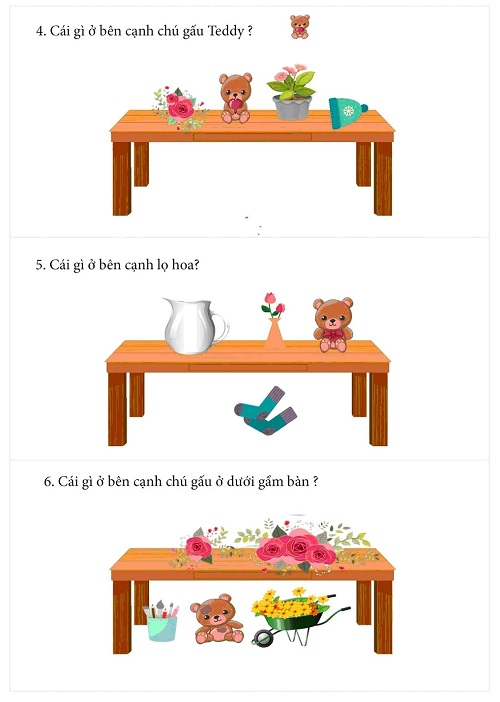 4. Cái gì ở bên cạnh chú gấu Teddy ?
5. Cái gì ở bên cạnh lọ hoa?
6. Cái gì ở bên cạnh chú gấu ở dưới gầm bàn ?